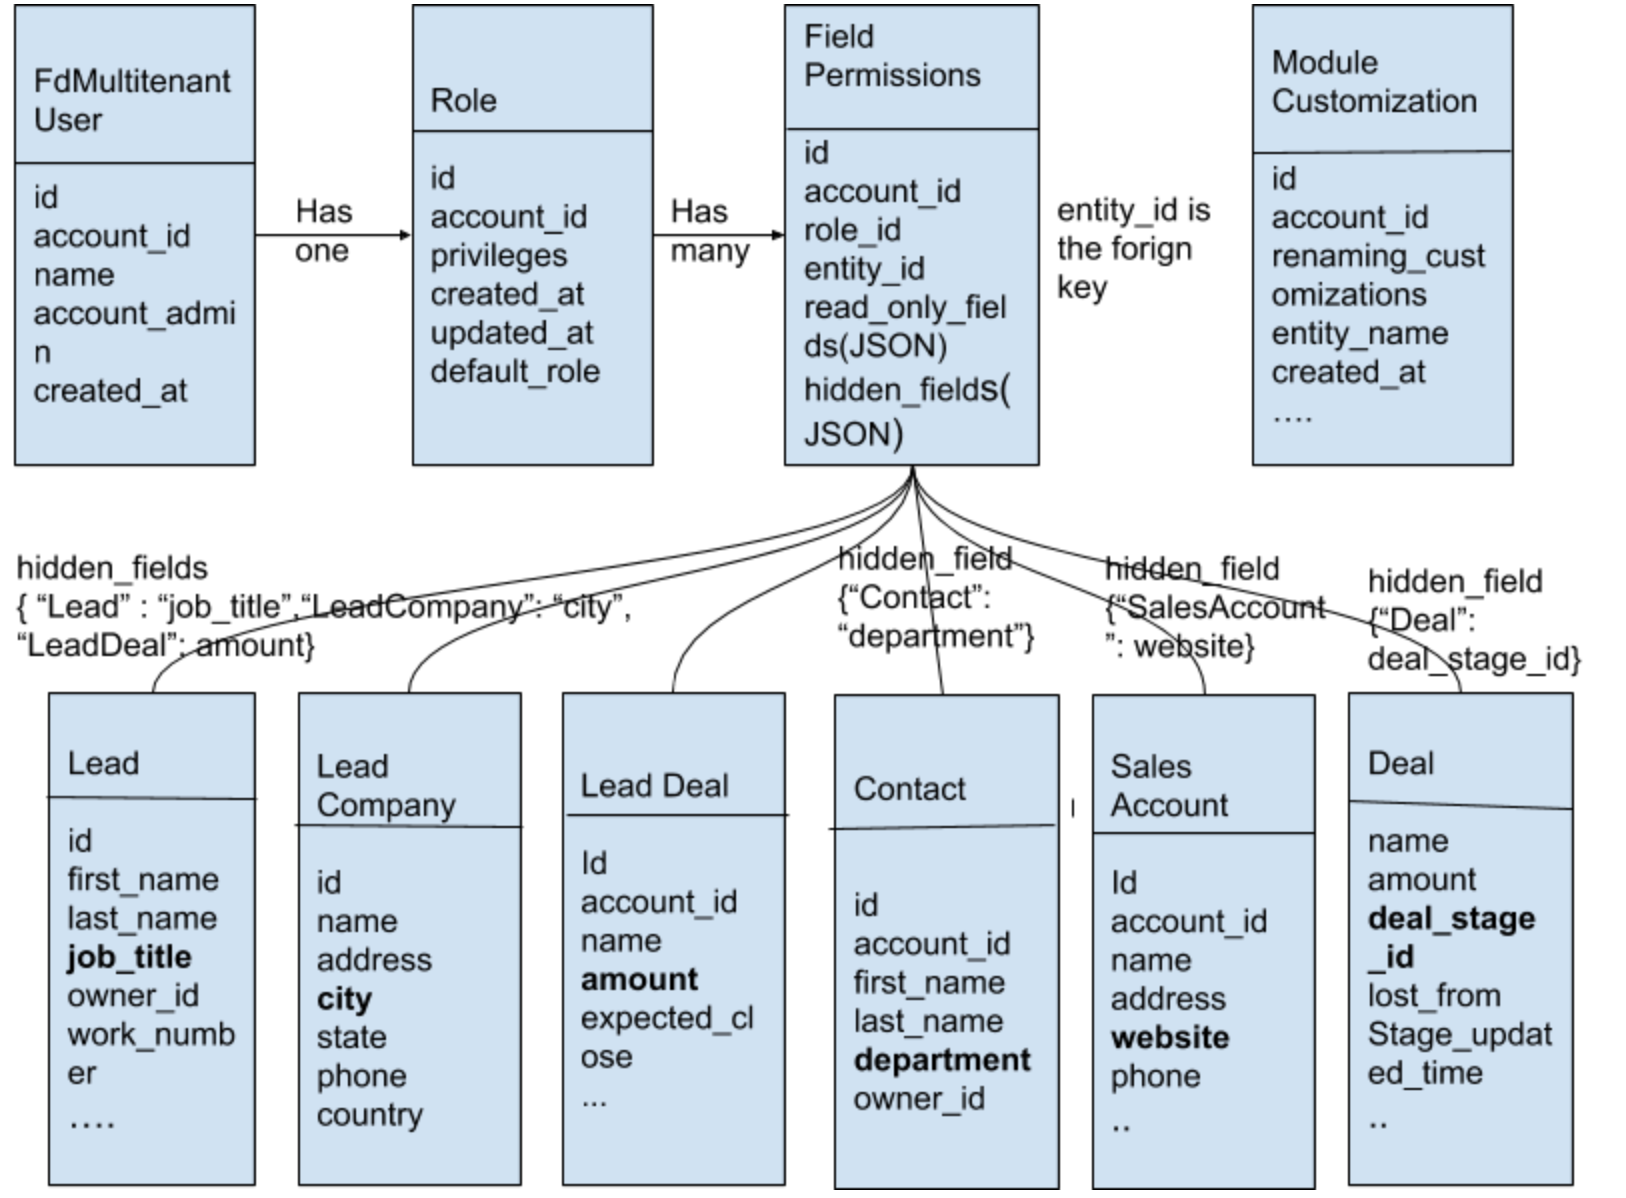 FdMultitenant
User
id
account_id
name
account_admi
n
created_at
Has
one
Role
id
account_id
privileges
created_at
updated_at
default_role
Has
many
Field
Permissions
id
account_id
role_id
entity_id
read_only_fiel
ds(JSON)
hidden_fields(
JSON)
entity_id is
the forign
key
Module
Customization
id
account_id
renaming_cust
omizations
entity_name
created_at
....
hidden_fields
{ “Lead” : “job_title”,“LeadCompany”: “city”,
“LeadDeal”: amount}
hidden_field
{“Contact”:
“department”}
hidden_field
{“SalesAccount
”: website}
hidden_field
{“Deal”:
deal_stage_id}
Lead
id
first_name
last_name
job_title
owner_id
work_numb
er
....
Lead
Company
id
name
address
city
state
phone
country
Lead Deal
Id
account_id
name
amount
expected_cl
ose
...
Contact
id
account_id
first_name
last_name
department
owner_id
l
Sales
Account
Id
account_id
name
address
website
phone
..
Deal
name
amount
deal_stage
_id
lost_from
Stage_updat
ed_time
..